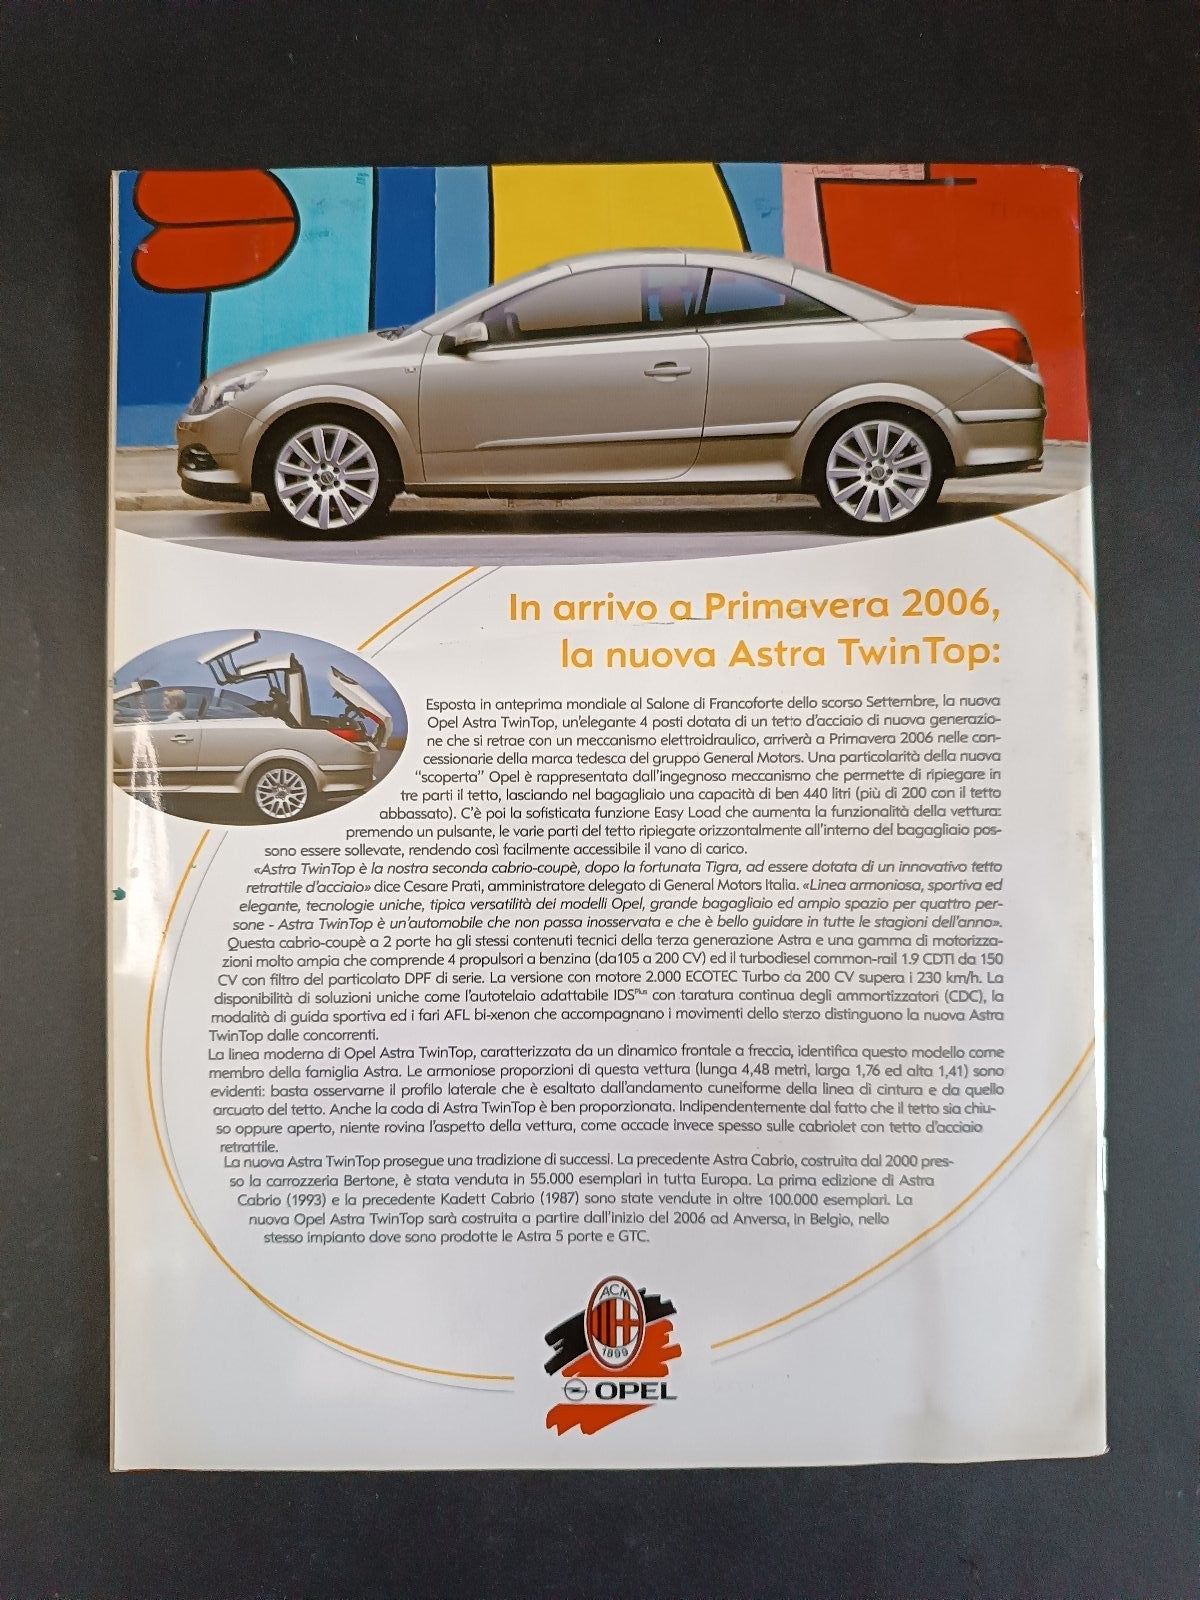 In arrivo a Primavera 2006,
la nuova Astra TwinTop:
Esposta in anteprima mondiale al Salone di Francoforte dello scorso Settembre, la nuova
Opel Astra TwinTop, un'elegante 4 posti dotata di un tetto d'acciaio di nuova generazio-
ne che si retrae con un meccanismo elettroidraulico, arriverà a Primavera 2006 nelle con-
cessionarie della marca tedesca del gruppo General Motors. Una particolarità della nuova
"scoperta" Opel è rappresentata dall'ingegnoso meccanismo che permette di ripiegare in
tre parti il tetto, lasciando nel bagagliaio una capacità di ben 440 litri (più di 200 con il tetto
abbassato). C'è poi la sofisticata funzione Easy Load che aumenta la funzionalità della vettura:
premendo un pulsante, le varie parti del tetto ripiegate orizzontalmente all'interno del bagagliaio pos-
sono essere sollevate, rendendo così facilmente accessibile il vano di carico.
«Astra TwinTop è la nostra seconda cabrio-coupè, dopo la fortunata Tigra, ad essere dotata di un innovativo tetto
retrattile d'acciaio» dice Cesare Prati, amministratore delegato di General Motors Italia. «Linea armoniosa, sportiva ed
elegante, tecnologie uniche, tipica versatilità dei modelli Opel, grande bagagliaio ed ampio spazio per quattro per-
sone - Astra TwinTop è un'automobile che non passa inosservata e che è bello guidare in tutte le stagioni dell'anno».
Questa cabrio-coupè a 2 porte ha gli stessi contenuti tecnici della terza generazione Astra e una gamma di motorizza-
zioni molto ampia che comprende 4 propulsori a benzina (da105 a 200 CV) ed il turbodiesel common-rail 1.9 CDTI da 150
CV con filtro del particolato DPF di serie. La versione con motore 2.000 ECOTEC Turbo da 200 CV supera i 230 km/h. La
disponibilità di soluzioni uniche come l'autotelaio adattabile IDSPlus con taratura continua degli ammortizzatori (CDC), la
modalità di guida sportiva ed i fari AFL bi-xenon che accompagnano i movimenti dello sterzo distinguono la nuova Astra
TwinTop dalle concorrenti.
La linea moderna di Opel Astra TwinTop, caratterizzata da un dinamico frontale a freccia, identifica questo modello come
membro della famiglia Astra. Le armoniose proporzioni di questa vettura (lunga 4,48 metri, larga 1,76 ed alta 1,41) sono
evidenti: basta osservarne il profilo laterale che è esaltato dall'andamento cuneiforme della linea di cintura e da quello
arcuato del tetto. Anche la coda di Astra TwinTop è ben proporzionata. Indipendentemente dal fatto che il tetto sia chiu-
so oppure aperto, niente rovina l'aspetto della vettura, come accade invece spesso sulle cabriolet con tetto d'acciaio
retrattile.
La nuova Astra TwinTop prosegue una tradizione di successi. La precedente Astra Cabrio, costruita dal 2000 pres-
so la carrozzeria Bertone, è stata venduta in 55.000 esemplari in tutta Europa. La prima edizione di Astra
Cabrio (1993) e la precedente Kadett Cabrio (1987) sono state vendute in oltre 100.000 esemplari. La
nuova Opel Astra TwinTop sarà costruita a partire dall'inizio del 2006 ad Anversa, in Belgio, nello
stesso impianto dove sono prodotte le Astra 5 porte e GTC.
ACM
1899
OPEL